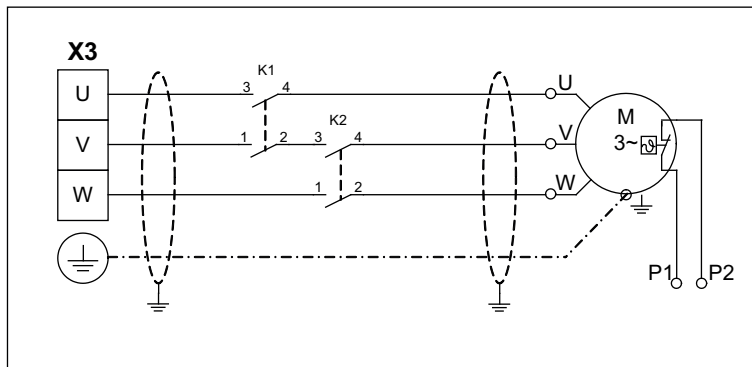 X3
K1
U 3 4 U
K2 M
V 1 2 3 4 V 3~ ϑ
W 1 2 W
P1 P2